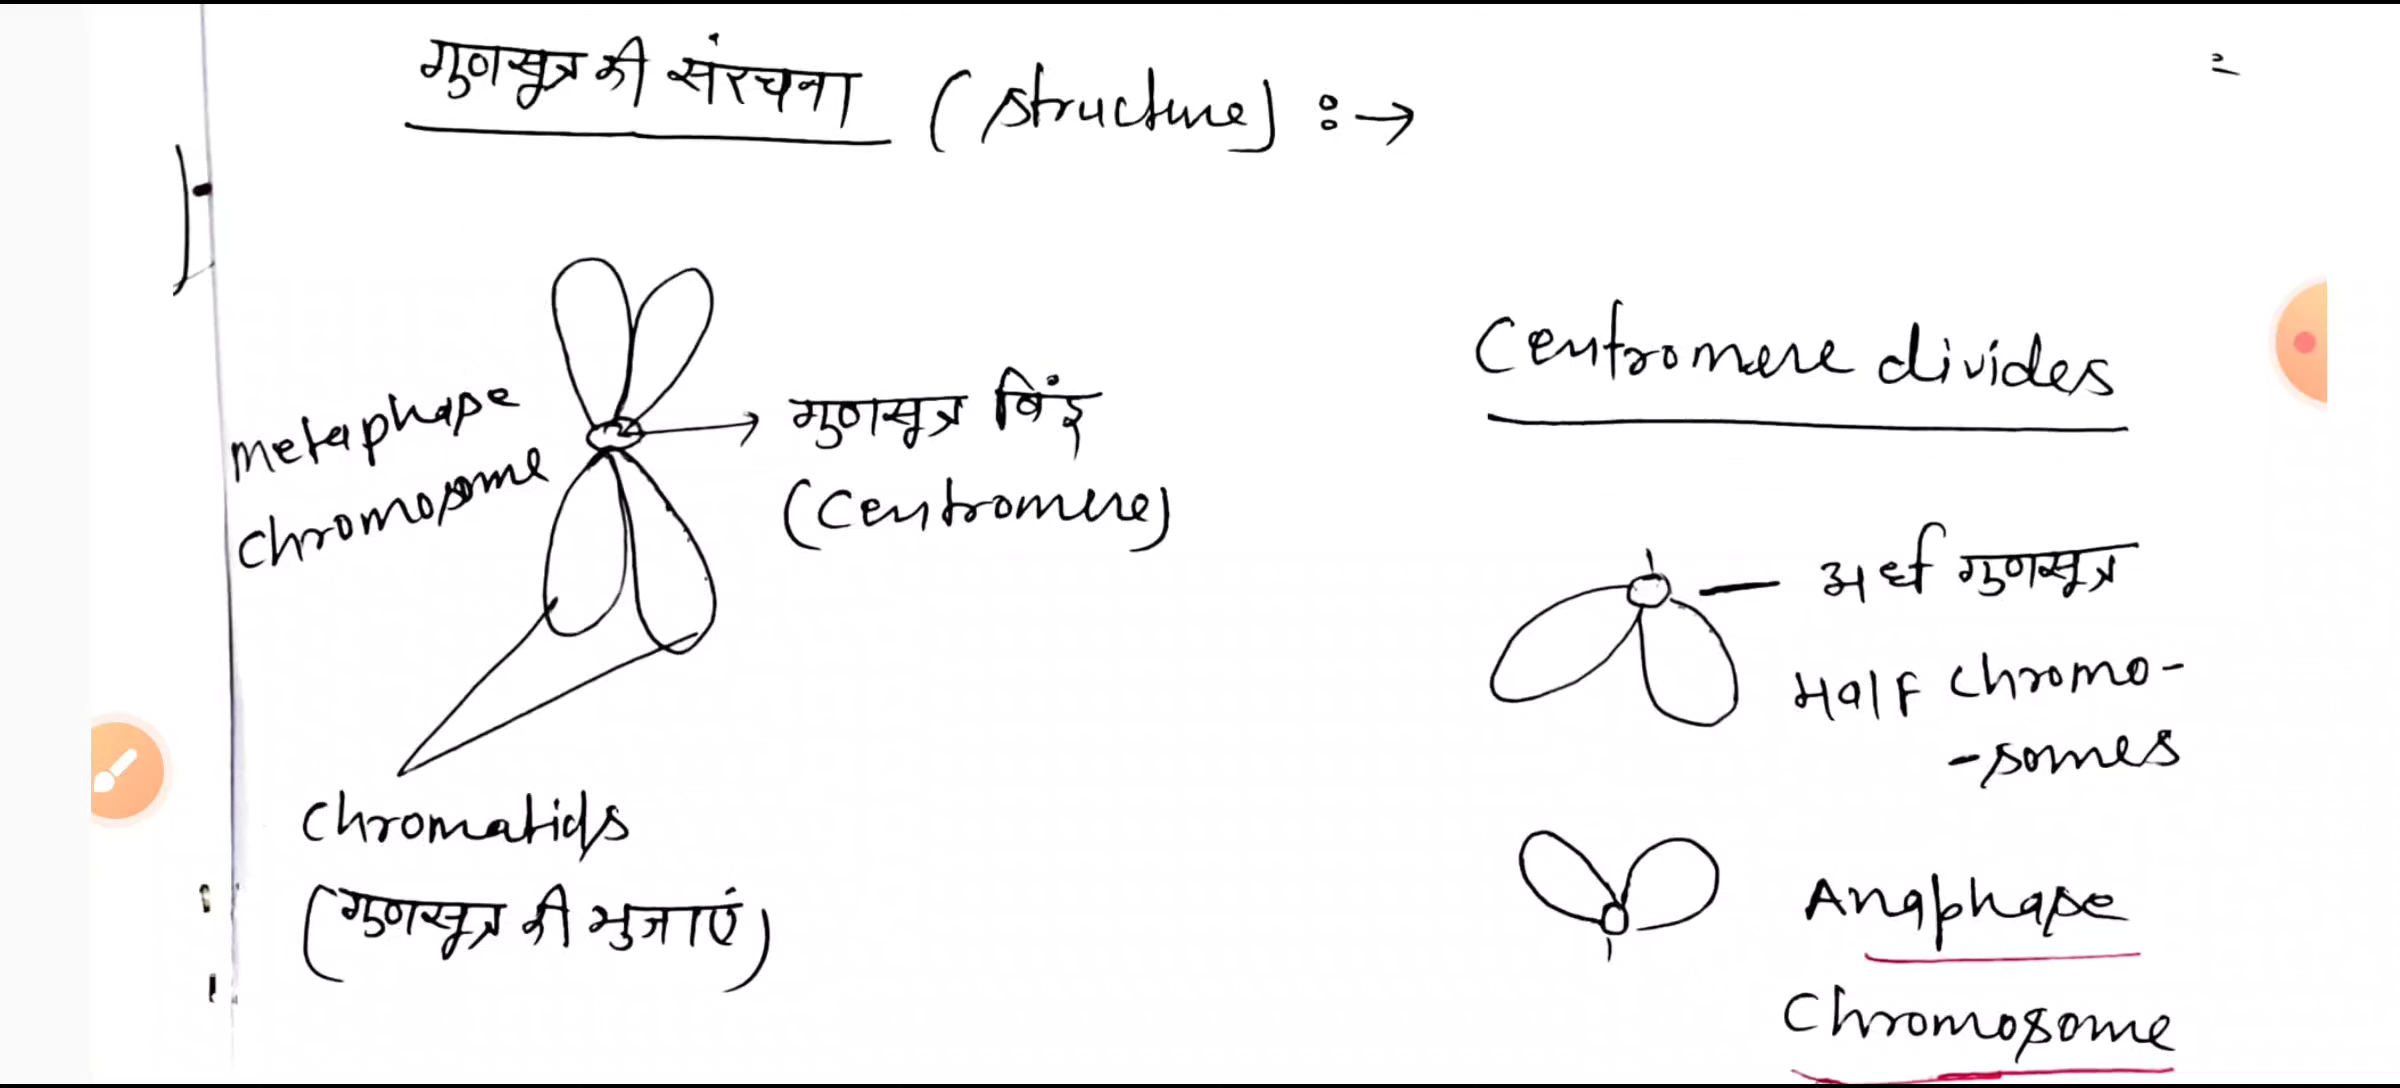 गुणसूत्र की संरचना (structure) :→
metaphase
chromosome
गुणसूत्र बिंदु
(Centromere)
Chromatids
(गुणसूत्र की भुजाएं)
Centromere divides
अर्ध गुणसूत्र
Half chromo-
-somes
Anaphase
Chromosome